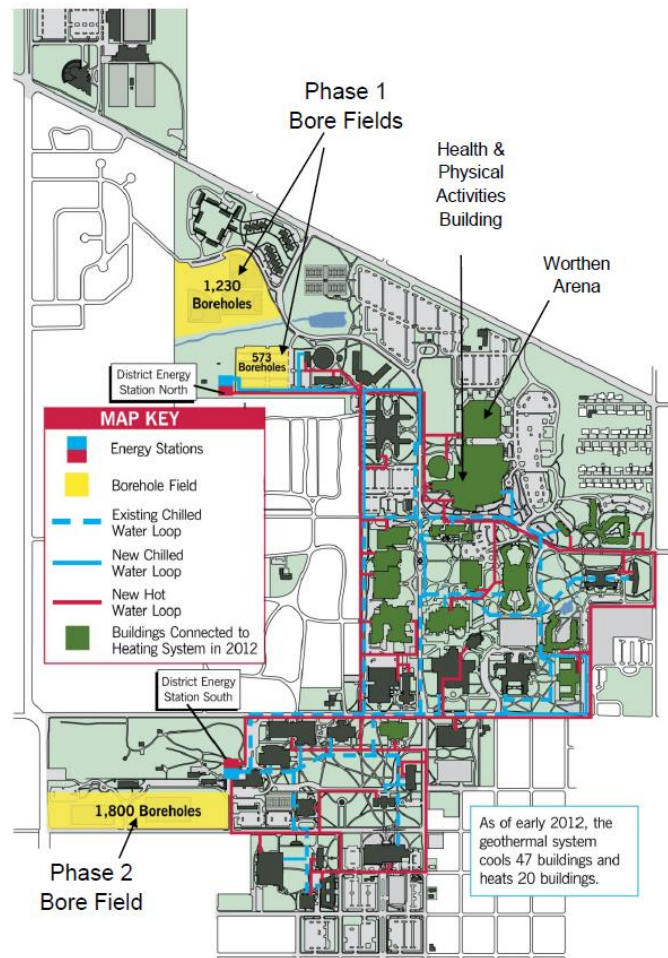 Phase 1
Bore Fields
Health &
Physical
Activities
Building
Worthen
Arena
1,230
Boreholes
573
Boreholes
District Energy
Station North
MAP KEY
Energy Stations
Borehole Field
Existing Chilled
Water Loop
New Chilled
Water Loop
New Hot
Water Loop
Buildings Connected to
Heating System in 2012
District Energy
Station South
1,800 Boreholes
Phase 2
Bore Field
As of early 2012, the
geothermal system
cools 47 buildings and
heats 20 buildings.